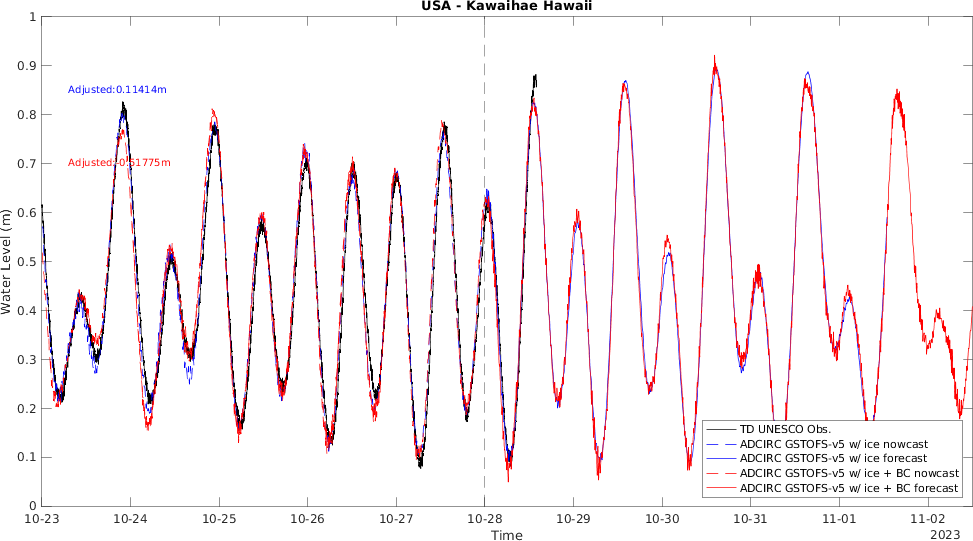 USA - Kawaihae Hawaii
1
0.9
0.8
0.7
0.6
0.5
0.4
0.3
0.2
0.1
0
Water Level (m)
Adjusted:0.11414m
Adjusted:-0.61775m
TD UNESCO Obs.
ADCIRC GSTOFS-v5 w/ ice nowcast
ADCIRC GSTOFS-v5 w/ ice forecast
ADCIRC GSTOFS-v5 w/ ice + BC nowcast
ADCIRC GSTOFS-v5 w/ ice + BC forecast
10-23 10-24 10-25 10-26 10-27 10-28 10-29 10-30 10-31 11-01 11-02
Time
2023